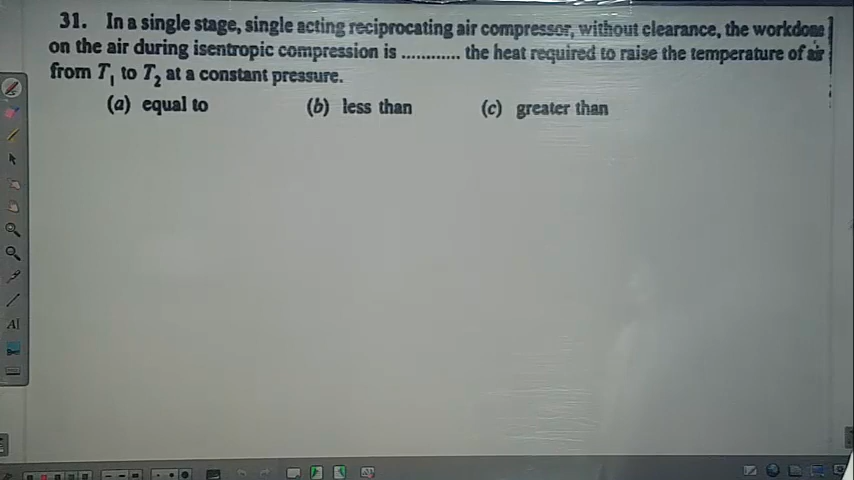 31. In a single stage, single acting reciprocating air compressor, without clearance, the workdone
on the air during isentropic compression is ............ the heat required to raise the temperature of air
from T₁ to T₂ at a constant pressure.
(a) equal to (b) less than (c) greater than
AI